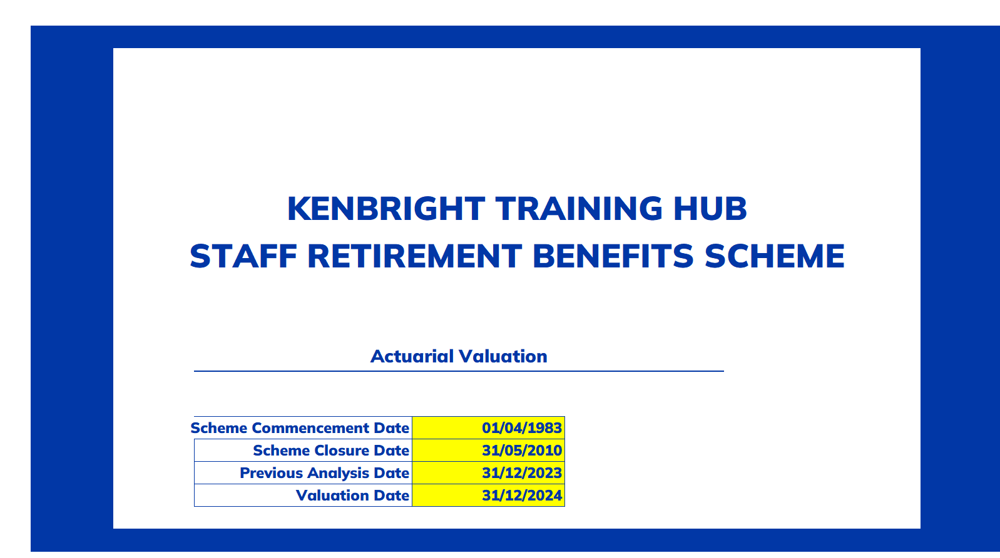 KENBRIGHT TRAINING HUB
STAFF RETIREMENT BENEFITS SCHEME
Actuarial Valuation
Scheme Commencement Date 01/04/1983
Scheme Closure Date 31/05/2010
Previous Analysis Date 31/12/2023
Valuation Date 31/12/2024